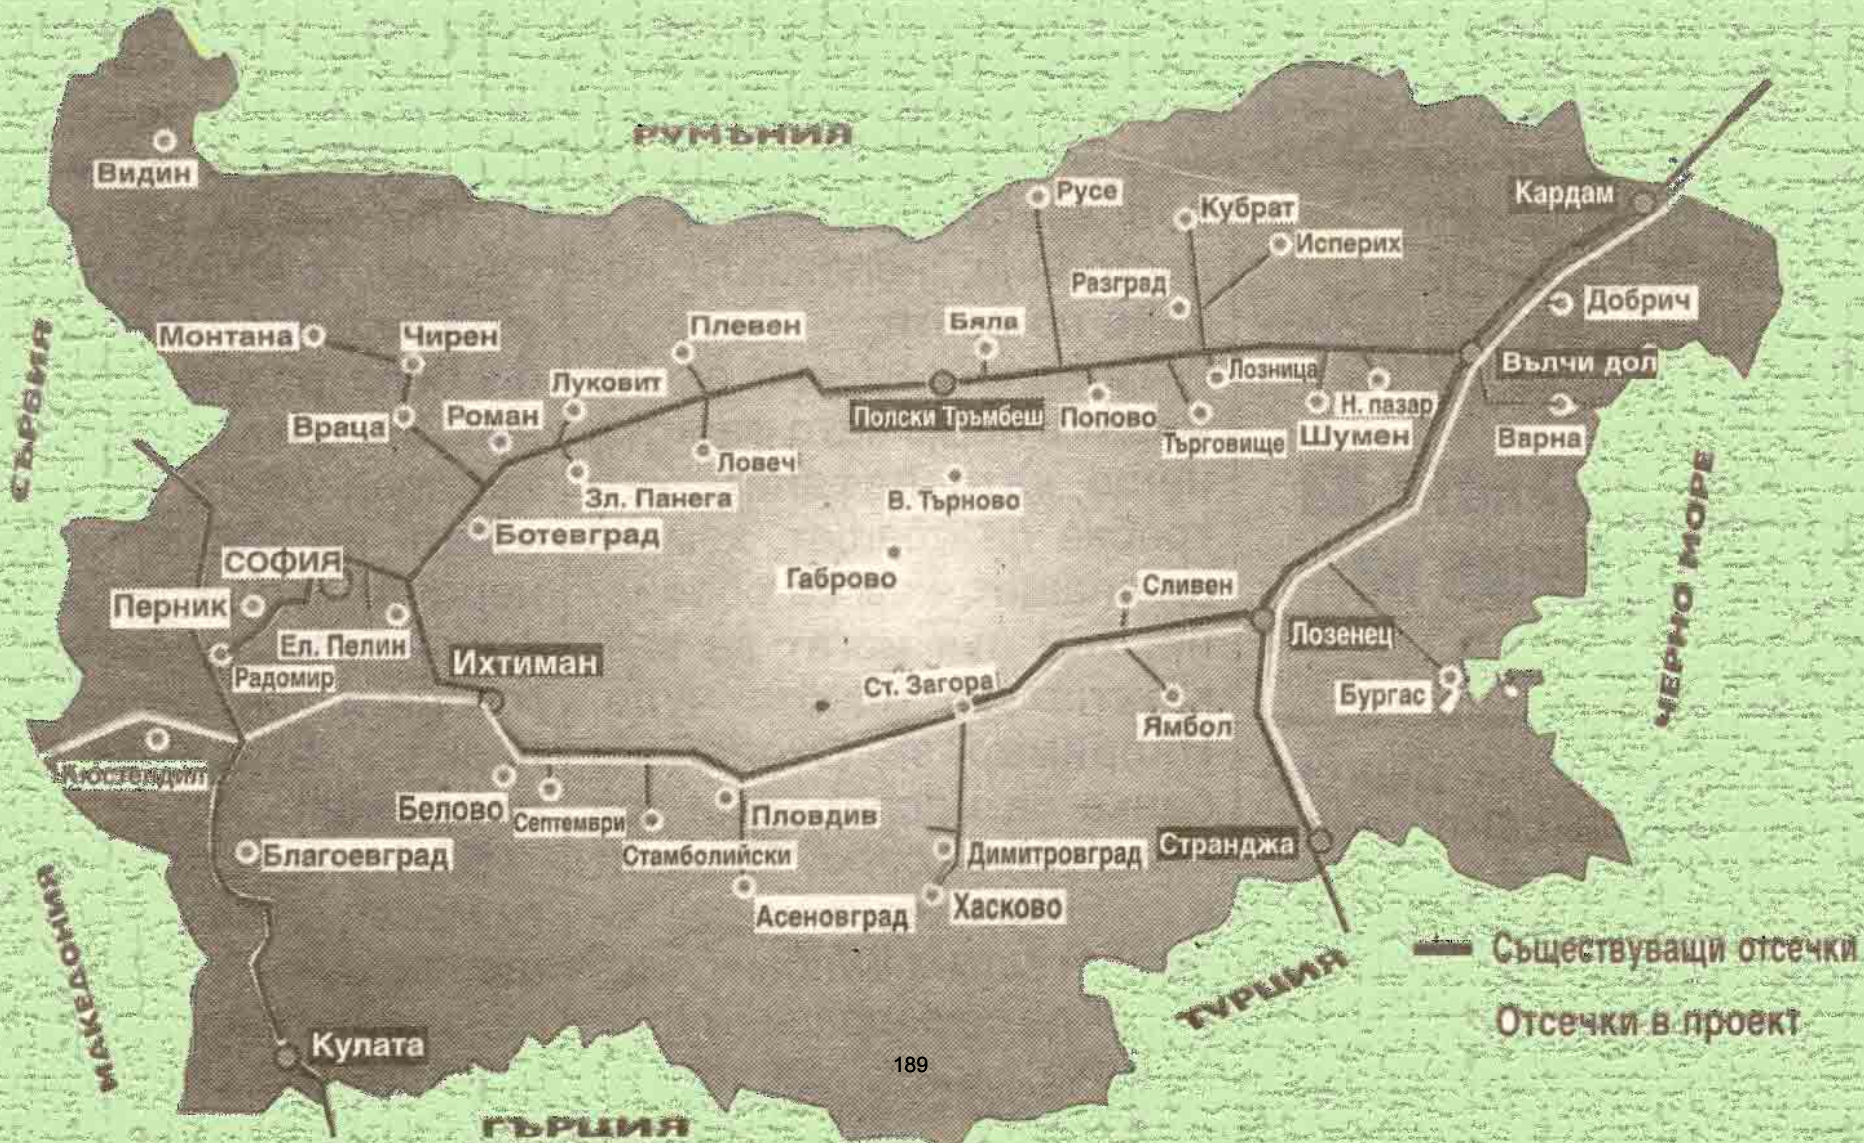 РУМЪНИЯ
Видин
Русе
Кубрат
Исперих
Кардам
Разград
Добрич
Монтана
Чирен
Плевен
Бяла
Луковит
Лозница
Вълчи дол
СЪРБИЯ
Враца
Роман
Полски Тръмбеш
Попово
Н. пазар
Търговище
Шумен
Варна
Ловеч
Зл. Панега
В. Търново
Ботевград
СОФИЯ
Габрово
Сливен
ЧЕРНО МОРЕ
Перник
Ел. Пелин
Ихтиман
Лозенец
Радомир
Ст. Загора
Бургас
Ямбол
Кюстендил
Белово
Септември
Пловдив
Стамболийски
Димитровград
Странджа
Благоевград
Асеновград
Хасково
МАКЕДОНИЯ
ТУРЦИЯ
Съществуващи отсечки
Отсечки в проект
Кулата
189
ГЪРЦИЯ